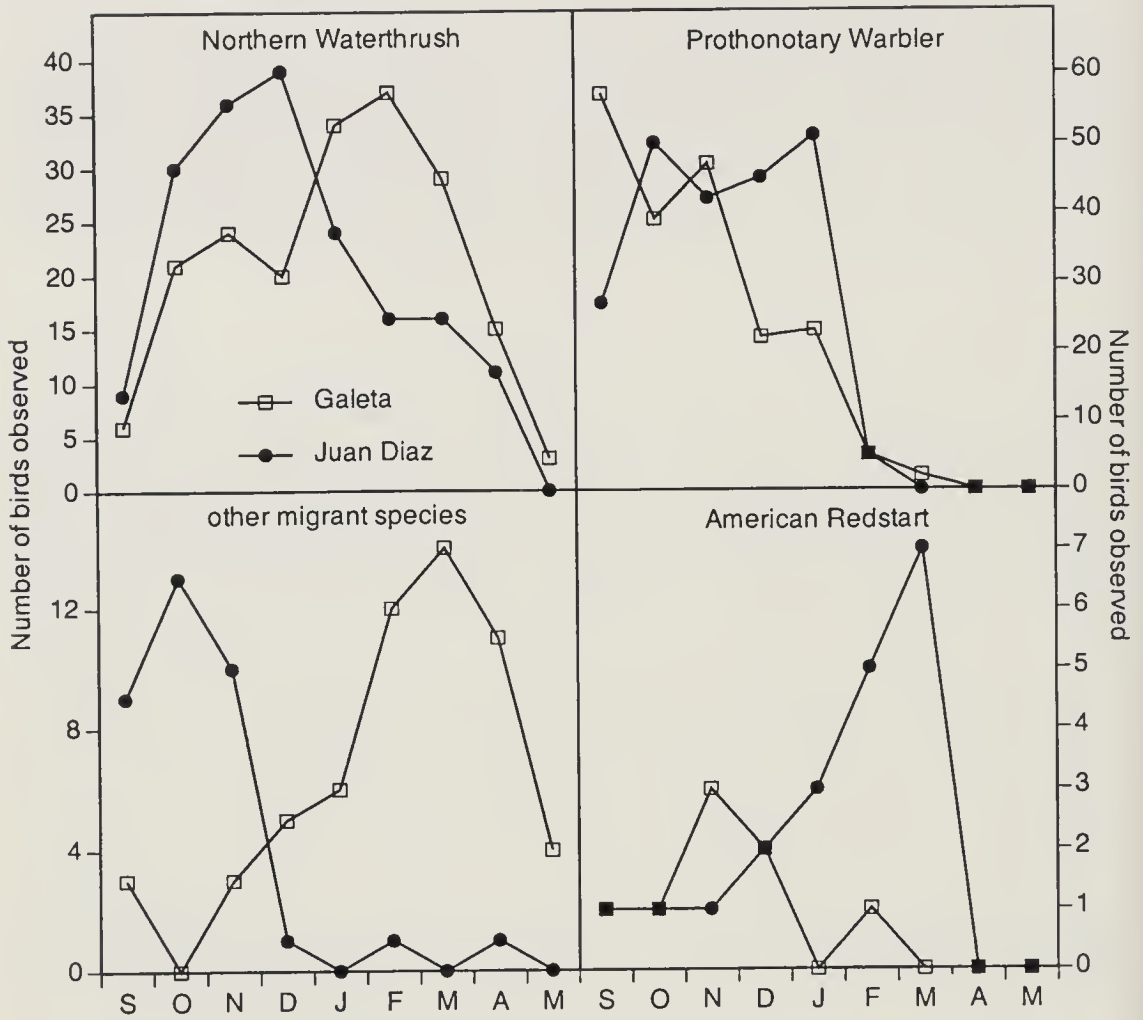 Northern Waterthrush
Prothonotary Warbler
40
35
30
25
20
15
10
5
0
60
50
40
30
20
10
0
Galeta
Juan Diaz
Number of birds observed
Number of birds observed
other migrant species
American Redstart
12
8
4
0
7
6
5
4
3
2
1
0
S O N D J F M A M
S O N D J F M A M